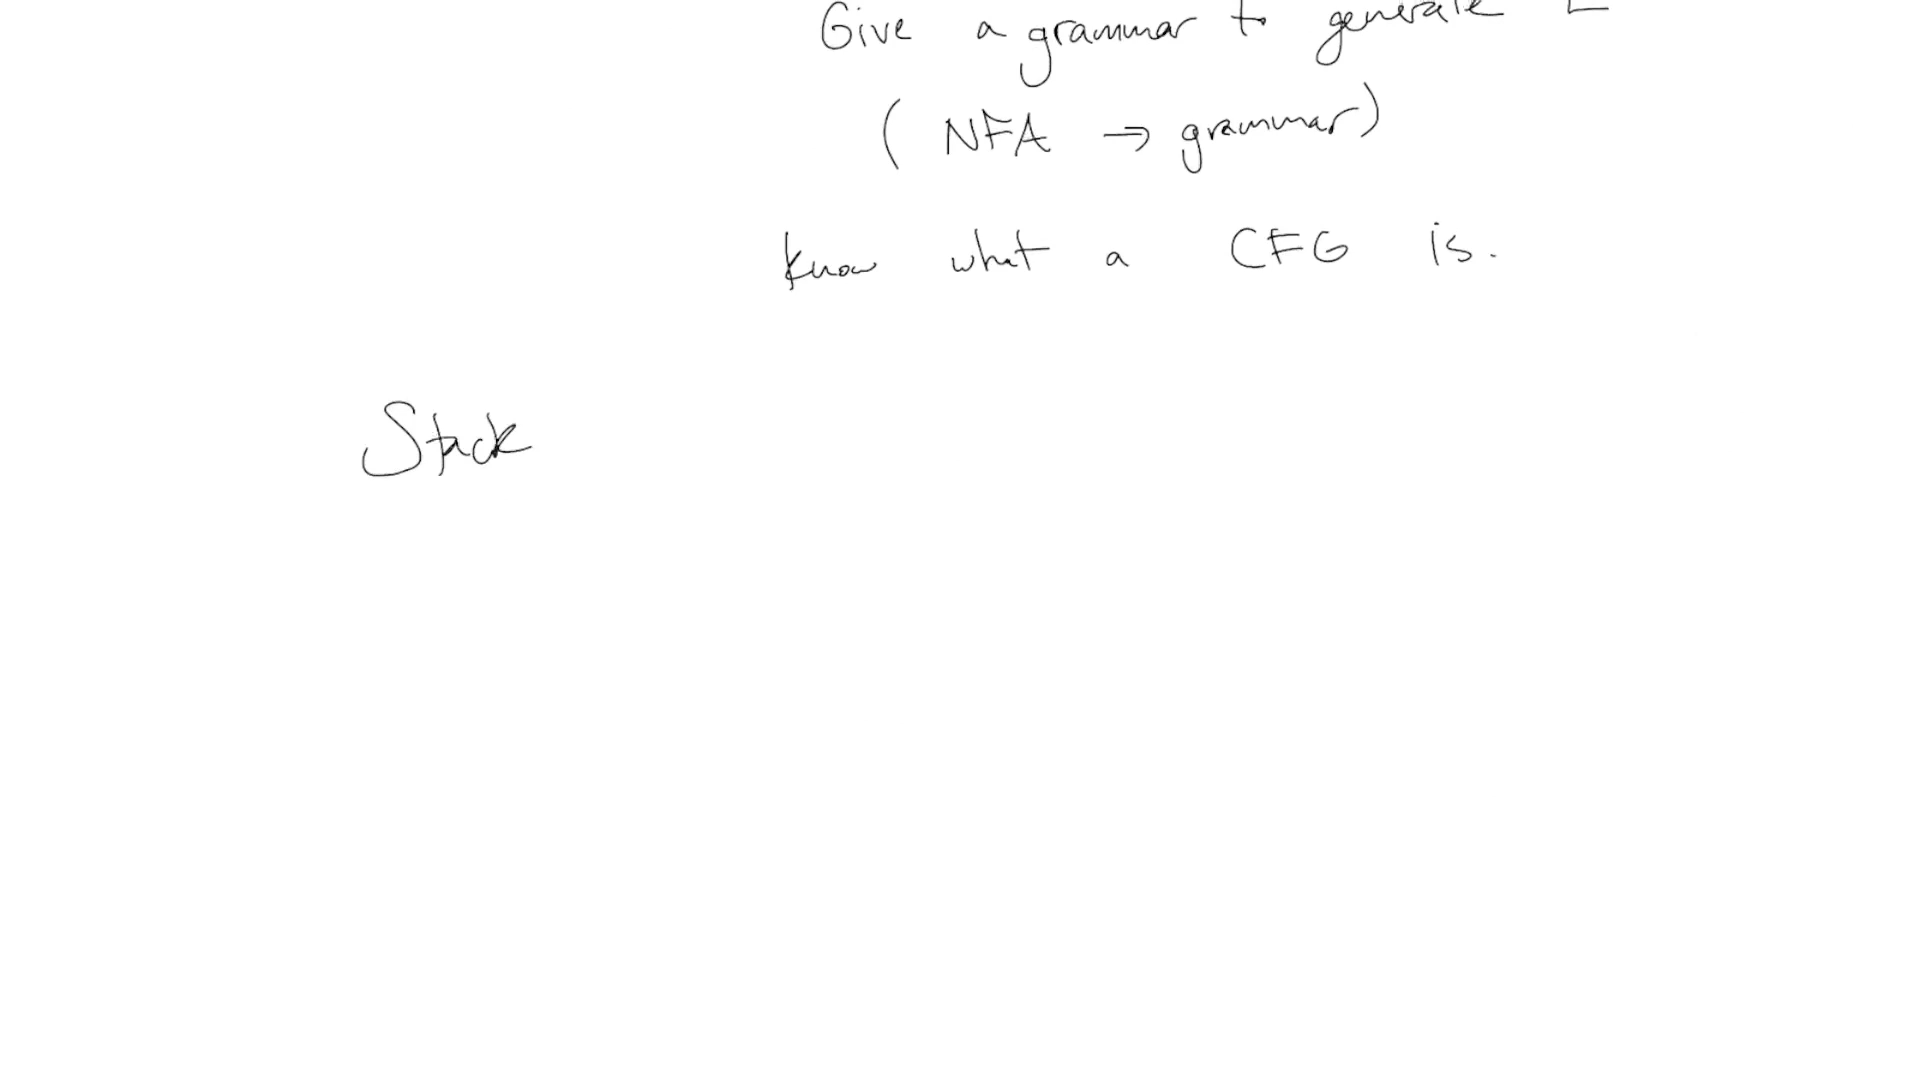 Give a grammar to generate L
( NFA → grammar)
know what a CFG is.
Stack